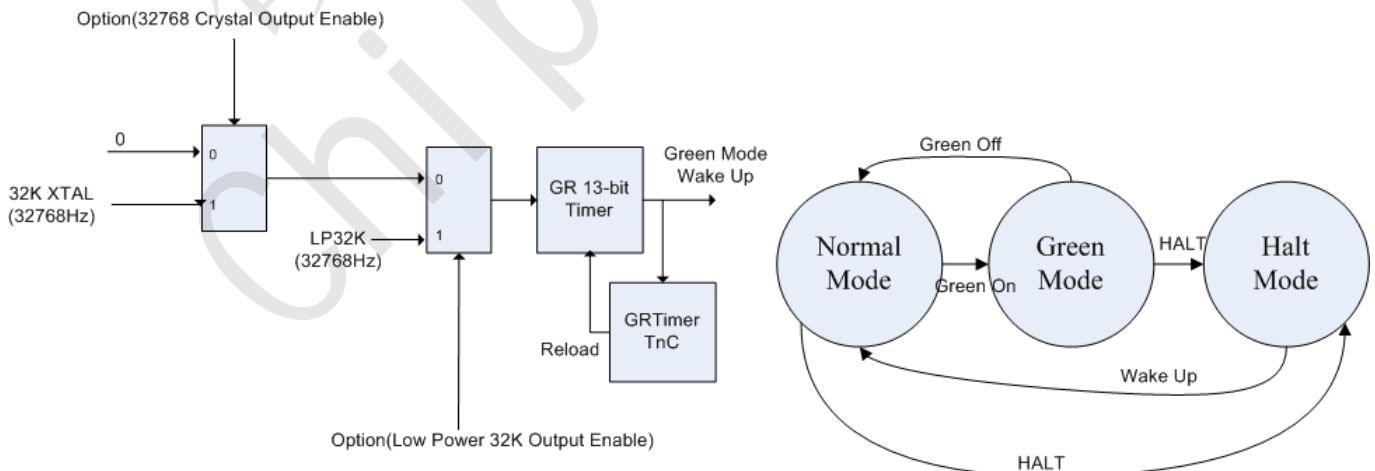 Option(32768 Crystal Output Enable)
0
0
32K XTAL
(32768Hz)
1
0
LP32K
(32768Hz)
1
GR 13-bit
Timer
Green Mode
Wake Up
GRTimer
TnC
Reload
Option(Low Power 32K Output Enable)
Green Off
Normal
Mode
Green On
Green
Mode
HALT
Halt
Mode
Wake Up
HALT
Chip